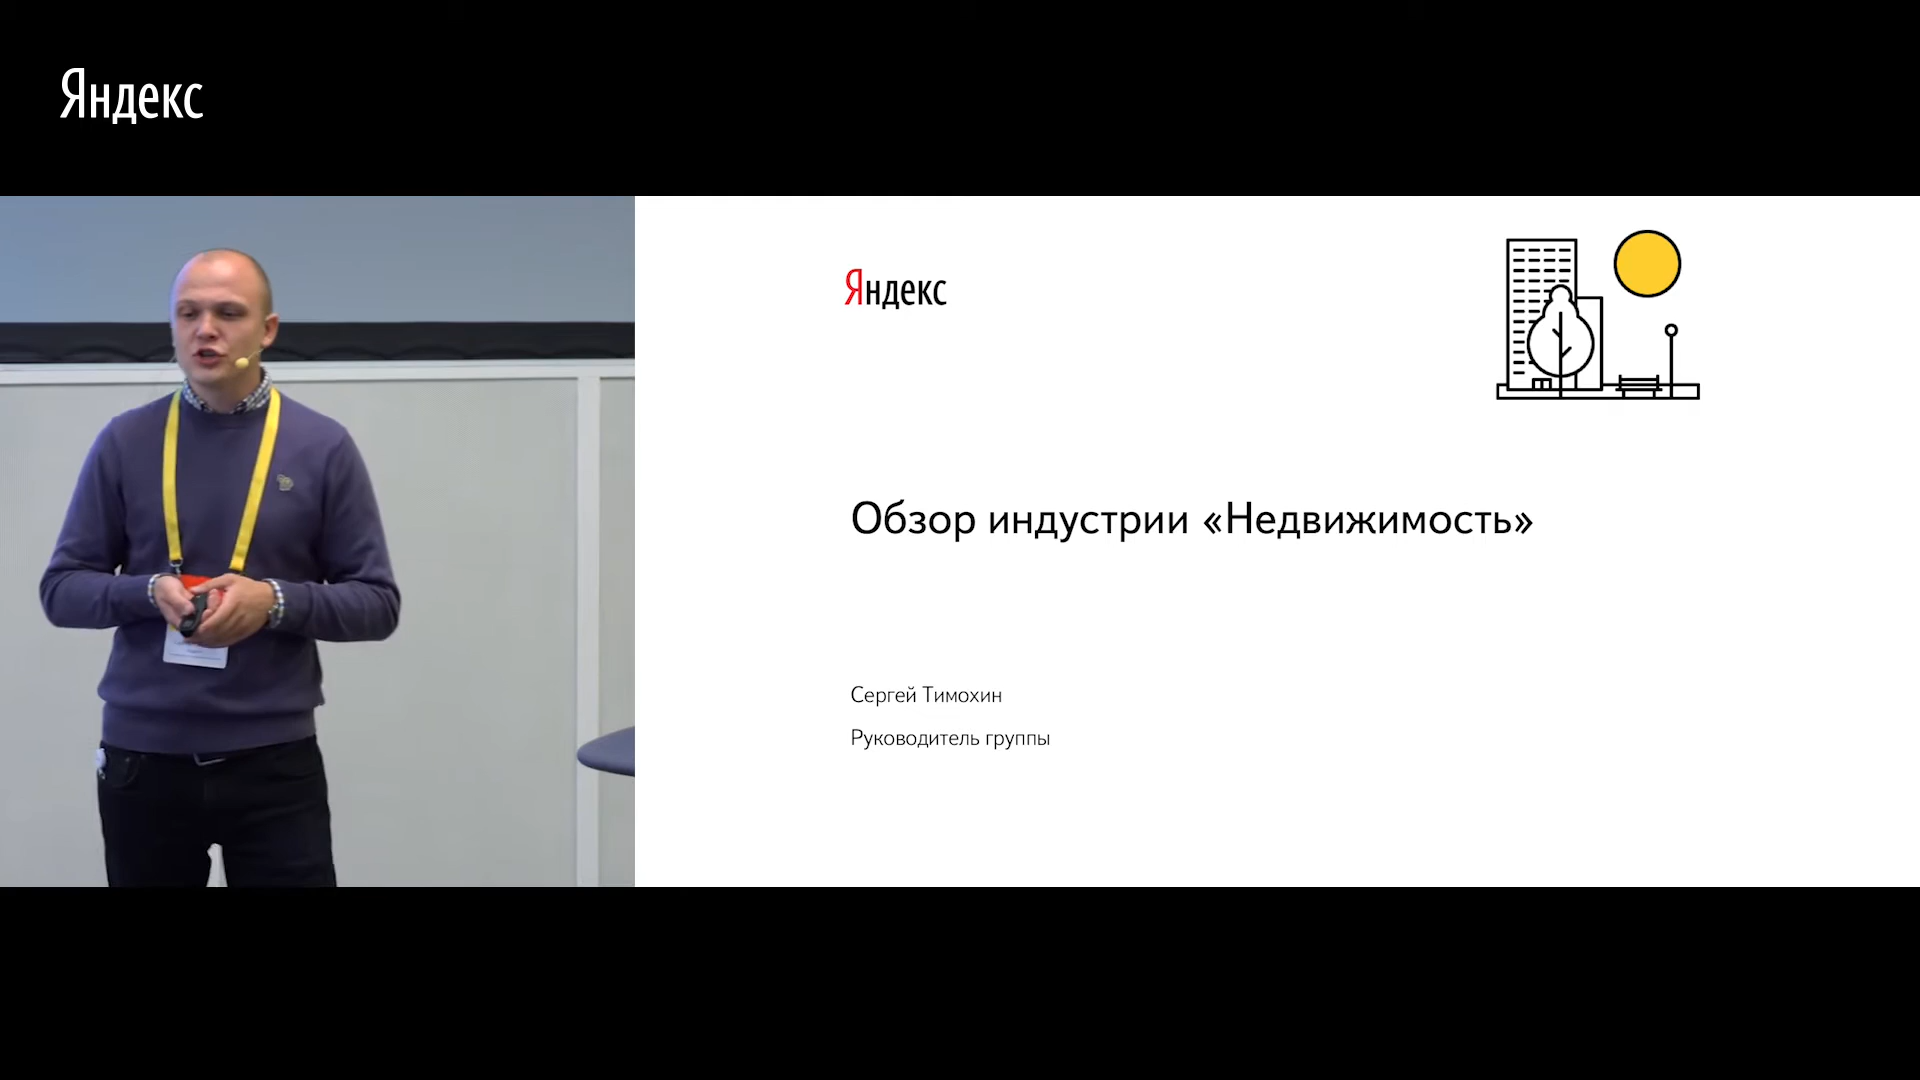 Яндекс
Яндекс
Обзор индустрии «Недвижимость»
Сергей Тимохин
Руководитель группы